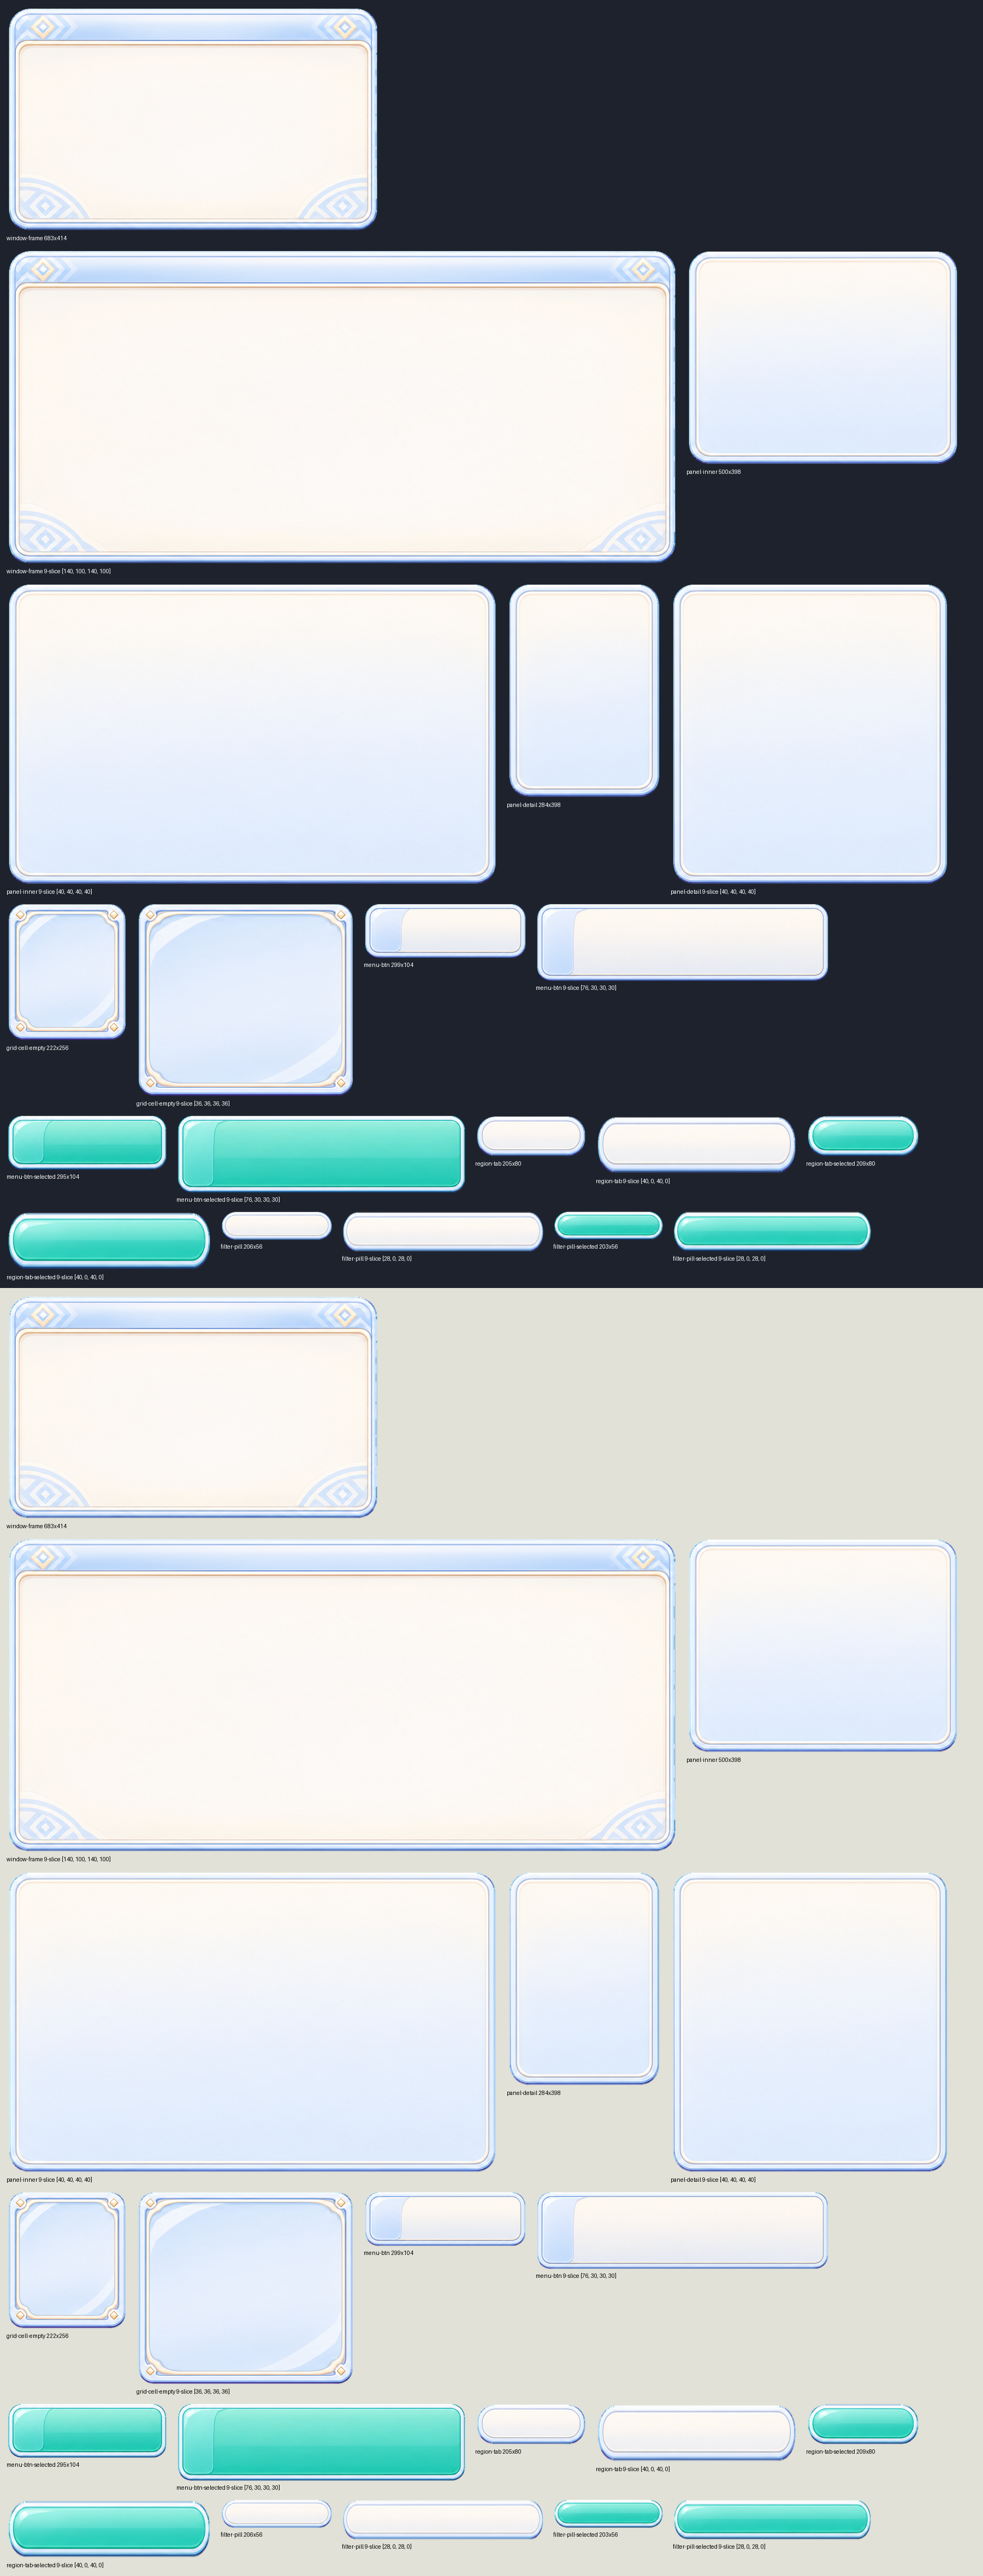 window-frame 683x414
window-frame 9-slice [140, 100, 140, 100]
panel-inner 500x398
panel-inner 9-slice [40, 40, 40, 40]
panel-detail 284x398
panel-detail 9-slice [40, 40, 40, 40]
grid-cell-empty 222x256
grid-cell-empty 9-slice [36, 36, 36, 36]
menu-btn 299x104
menu-btn 9-slice [76, 30, 30, 30]
menu-btn-selected 295x104
menu-btn-selected 9-slice [76, 30, 30, 30]
region-tab 205x80
region-tab 9-slice [40, 0, 40, 0]
region-tab-selected 209x80
region-tab-selected 9-slice [40, 0, 40, 0]
filter-pill 206x56
filter-pill 9-slice [28, 0, 28, 0]
filter-pill-selected 203x56
filter-pill-selected 9-slice [28, 0, 28, 0]
window-frame 683x414
window-frame 9-slice [140, 100, 140, 100]
panel-inner 500x398
panel-inner 9-slice [40, 40, 40, 40]
panel-detail 284x398
panel-detail 9-slice [40, 40, 40, 40]
grid-cell-empty 222x256
grid-cell-empty 9-slice [36, 36, 36, 36]
menu-btn 299x104
menu-btn 9-slice [76, 30, 30, 30]
menu-btn-selected 295x104
menu-btn-selected 9-slice [76, 30, 30, 30]
region-tab 205x80
region-tab 9-slice [40, 0, 40, 0]
region-tab-selected 209x80
region-tab-selected 9-slice [40, 0, 40, 0]
filter-pill 206x56
filter-pill 9-slice [28, 0, 28, 0]
filter-pill-selected 203x56
filter-pill-selected 9-slice [28, 0, 28, 0]